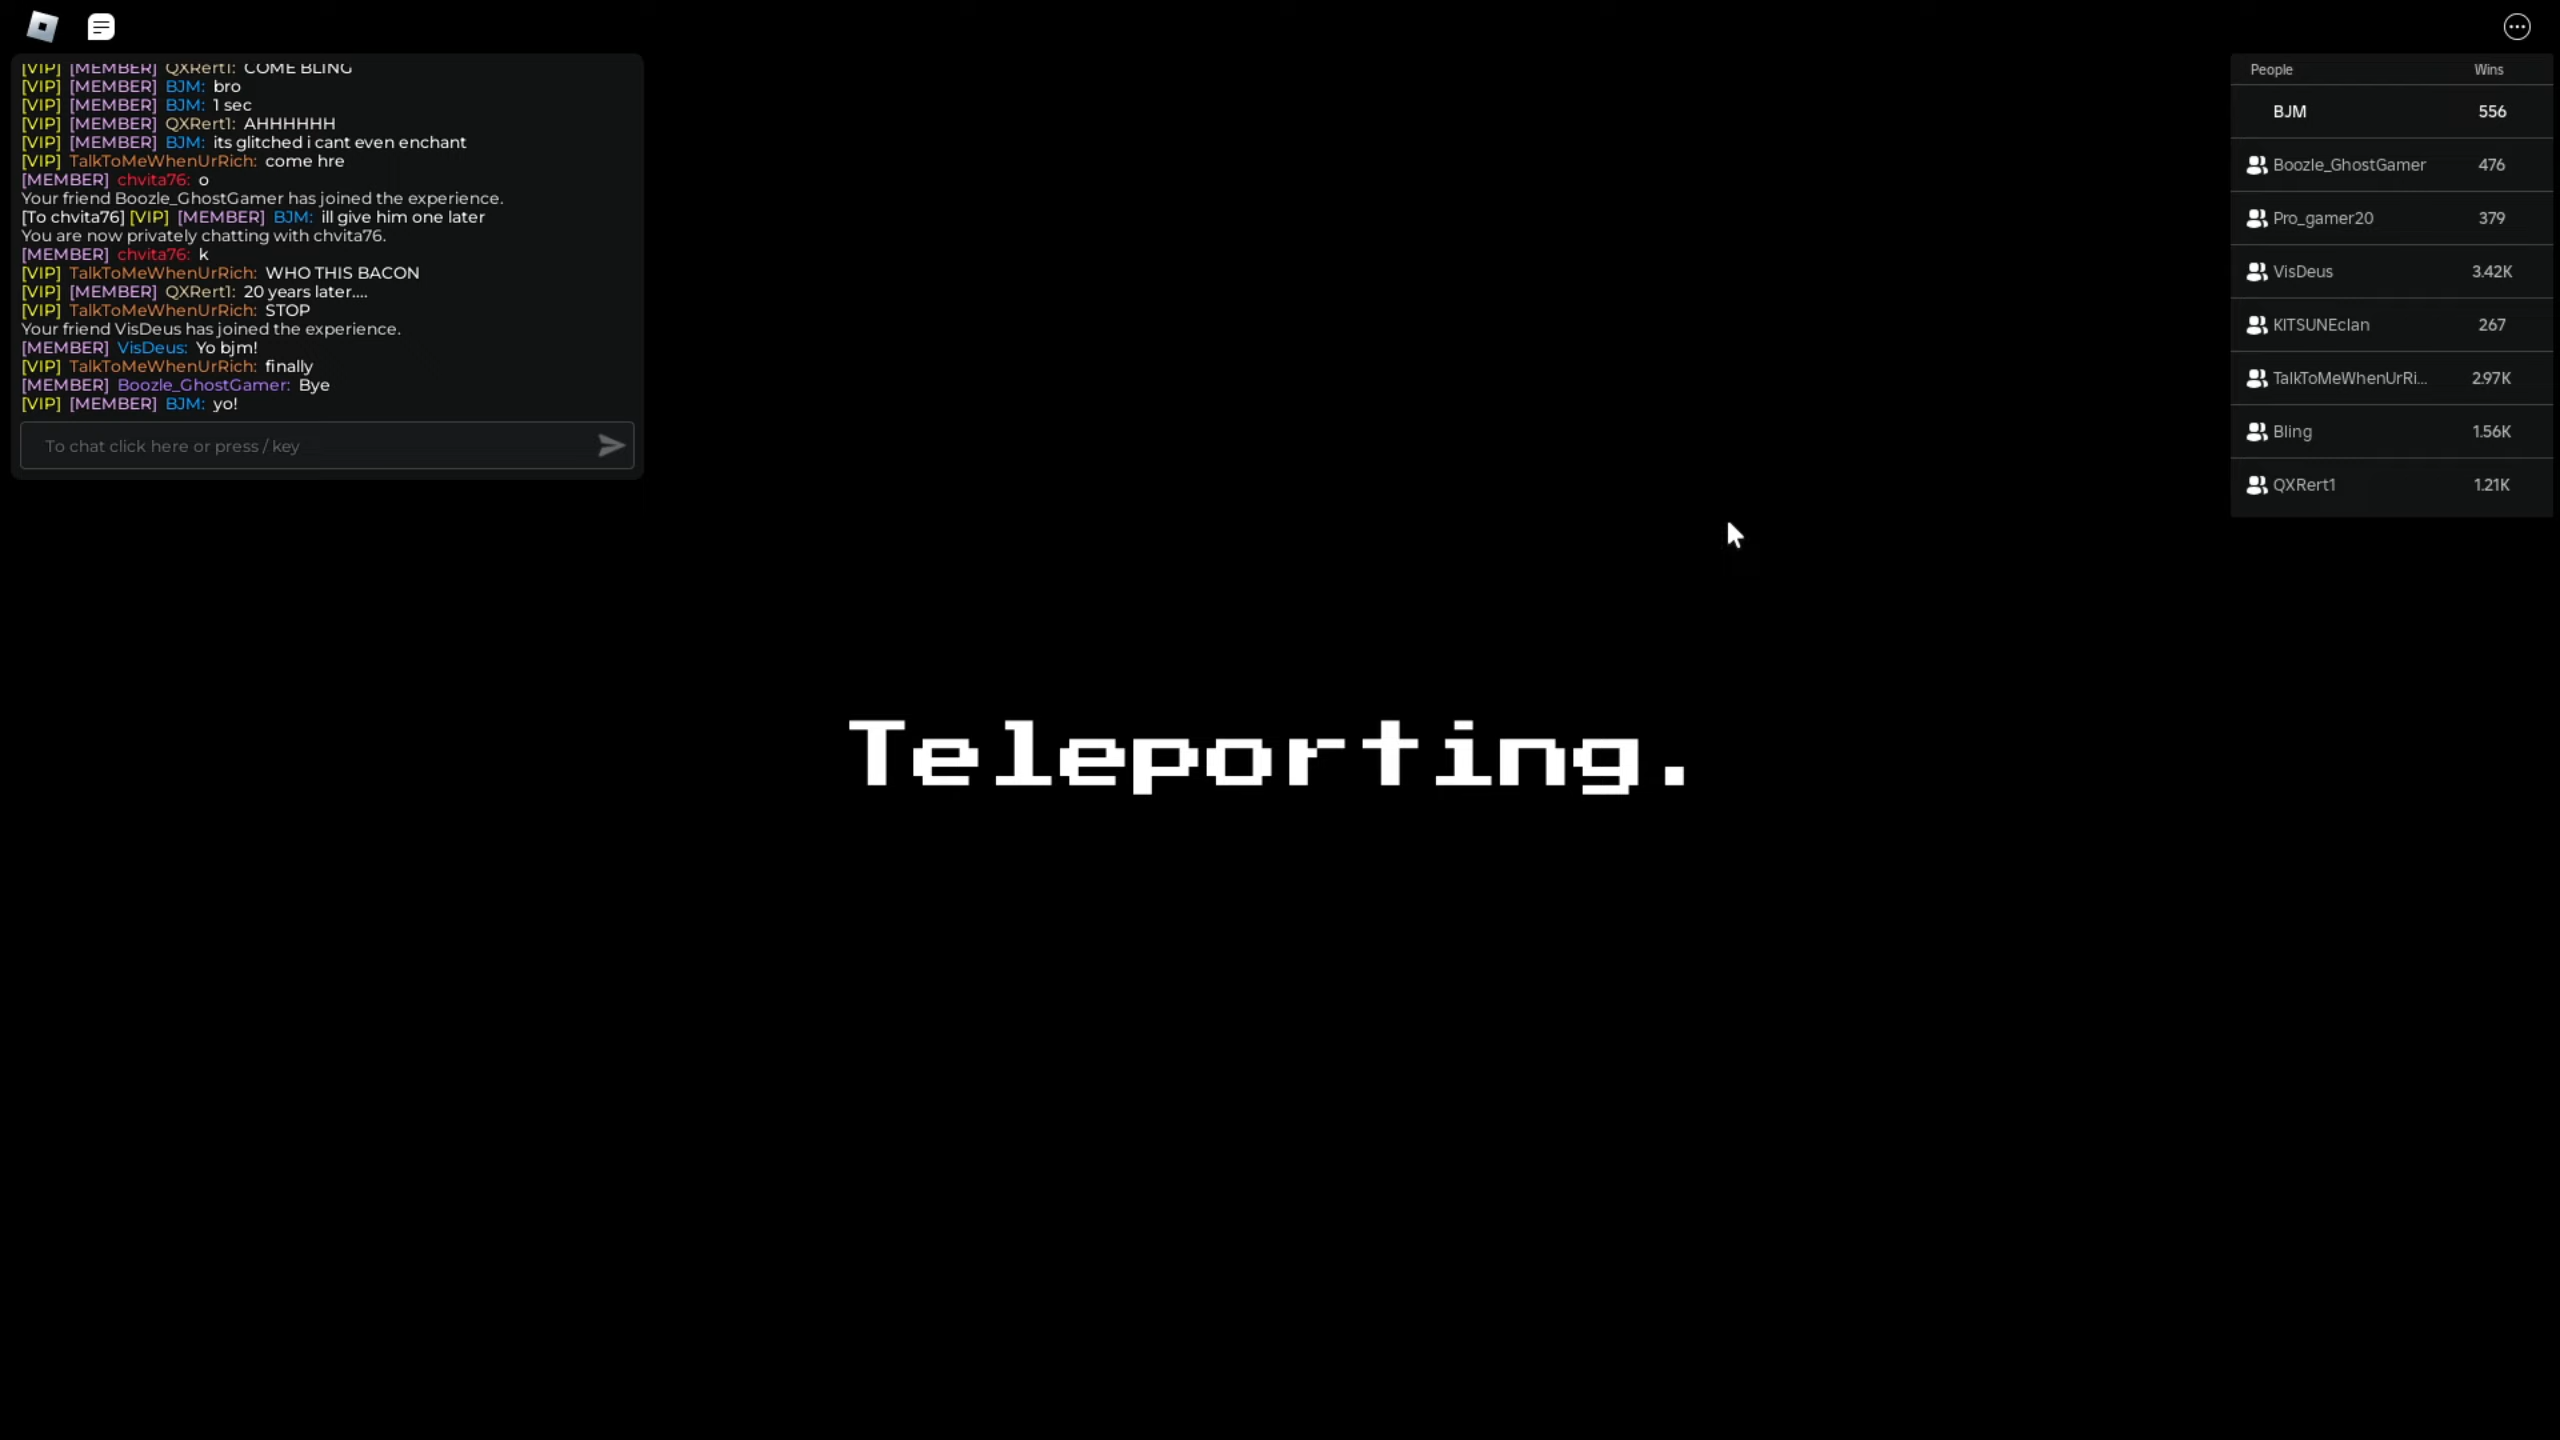 [VIP] [MEMBER] QXRert1: COME BLING
[VIP] [MEMBER] BJM: bro
[VIP] [MEMBER] BJM: 1 sec
[VIP] [MEMBER] QXRert1: AHHHHHH
[VIP] [MEMBER] BJM: its glitched i cant even enchant
[VIP] TalkToMeWhenUrRich: come hre
[MEMBER] chvita76: o
Your friend Boozle_GhostGamer has joined the experience.
[To chvita76] [VIP] [MEMBER] BJM: ill give him one later
You are now privately chatting with chvita76.
[MEMBER] chvita76: k
[VIP] TalkToMeWhenUrRich: WHO THIS BACON
[VIP] [MEMBER] QXRert1: 20 years later....
[VIP] TalkToMeWhenUrRich: STOP
Your friend VisDeus has joined the experience.
[MEMBER] VisDeus: Yo bjm!
[VIP] TalkToMeWhenUrRich: finally
[MEMBER] Boozle_GhostGamer: Bye
[VIP] [MEMBER] BJM: yo!
To chat click here or press / key
People Wins
BJM 556
Boozle_GhostGamer 476
Pro_gamer20 379
VisDeus 3.42K
KITSUNEclan 267
TalkToMeWhenUrRi... 2.97K
Bling 1.56K
QXRert1 1.21K
Teleporting.